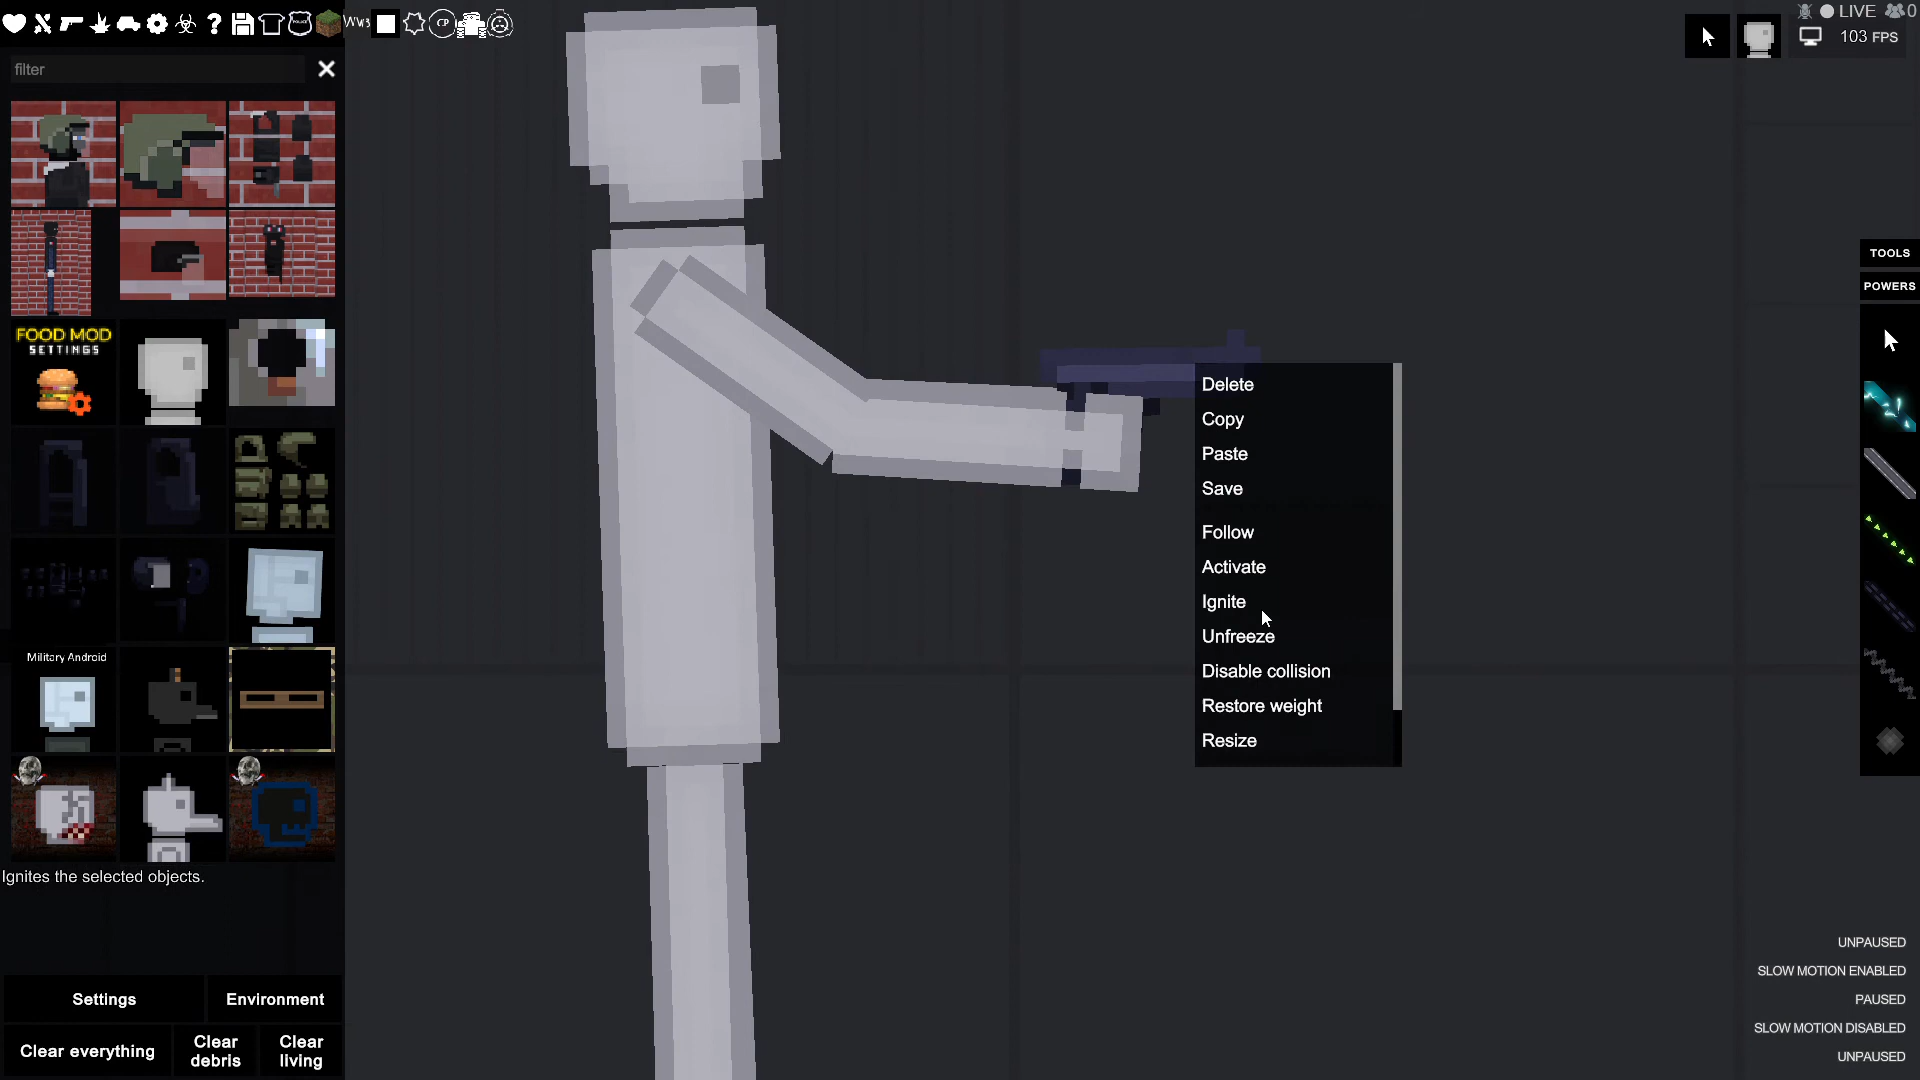 WW3
CP
LIVE 0
103 FPS
filter
TOOLS
POWERS
FOOD MOD
SETTINGS
Military Android
Delete
Copy
Paste
Save
Follow
Activate
Ignite
Unfreeze
Disable collision
Restore weight
Resize
Ignites the selected objects.
Settings
Environment
Clear everything
Clear debris
Clear living
UNPAUSED
SLOW MOTION ENABLED
PAUSED
SLOW MOTION DISABLED
UNPAUSED